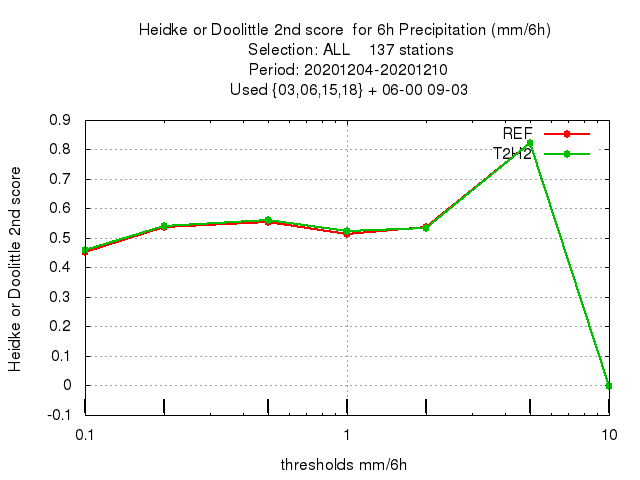 Heidke or Doolittle 2nd score  for 6h Precipitation (mm/6h)
Selection: ALL    137 stations
Period: 20201204-20201210
Used {03,06,15,18} + 06-00 09-03
REF
T2H2
Heidke or Doolittle 2nd score
0.9
0.8
0.7
0.6
0.5
0.4
0.3
0.2
0.1
0
-0.1
0.1 1 10
thresholds mm/6h